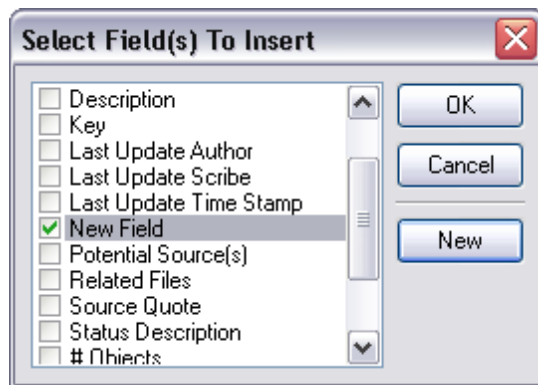 Select Field(s) To Insert
Description
Key
Last Update Author
Last Update Scribe
Last Update Time Stamp
New Field
Potential Source(s)
Related Files
Source Quote
Status Description
# Objects
OK
Cancel
New